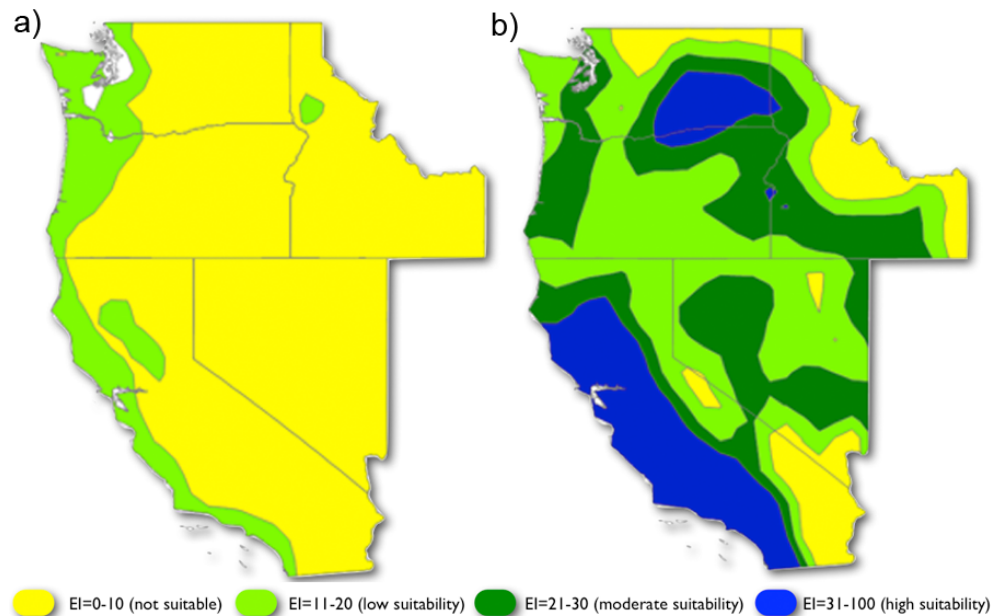 a)
b)
EI=0-10 (not suitable)
EI=11-20 (low suitability)
EI=21-30 (moderate suitability)
EI=31-100 (high suitability)